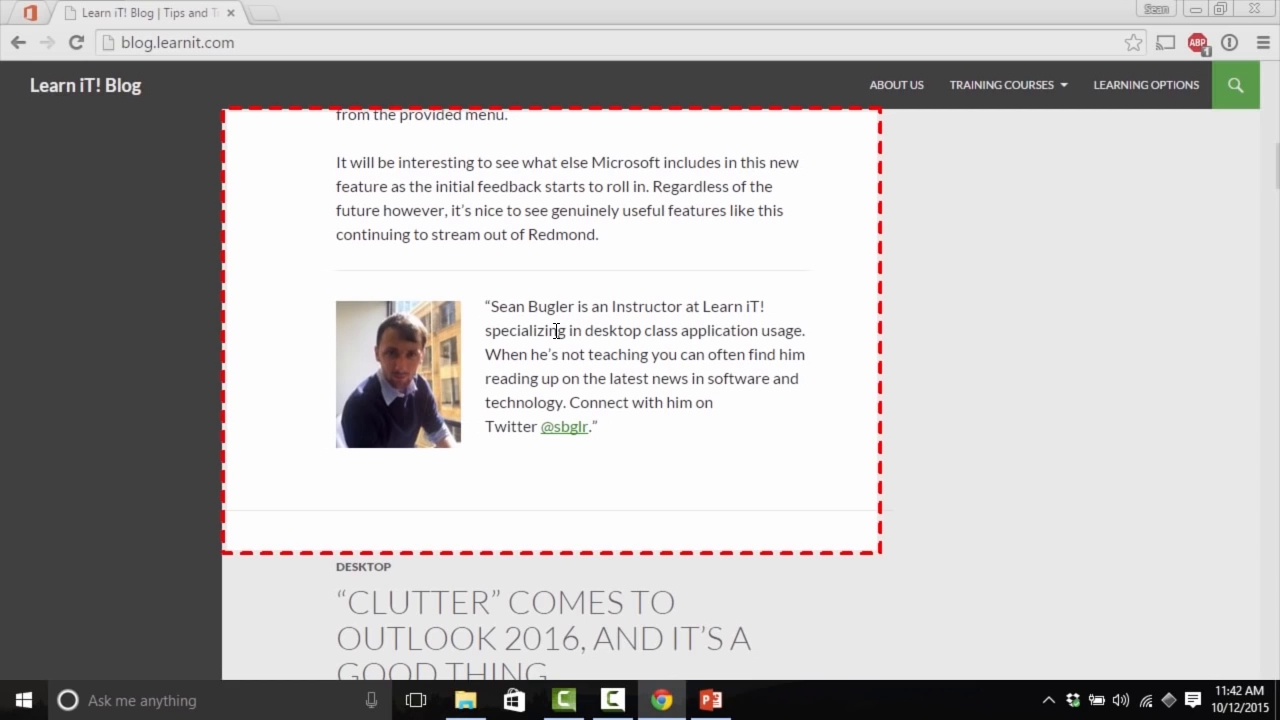 Learn iT! Blog | Tips and T
Sean
blog.learnit.com
ABP
1
Learn iT! Blog
ABOUT US
TRAINING COURSES
LEARNING OPTIONS
from the provided menu.
It will be interesting to see what else Microsoft includes in this new
feature as the initial feedback starts to roll in. Regardless of the
future however, it’s nice to see genuinely useful features like this
continuing to stream out of Redmond.
“Sean Bugler is an Instructor at Learn iT!
specializing in desktop class application usage.
When he’s not teaching you can often find him
reading up on the latest news in software and
technology. Connect with him on
Twitter @sbglr.”
DESKTOP
“CLUTTER” COMES TO
OUTLOOK 2016, AND IT’S A
GOOD THING
Ask me anything
11:42 AM
10/12/2015